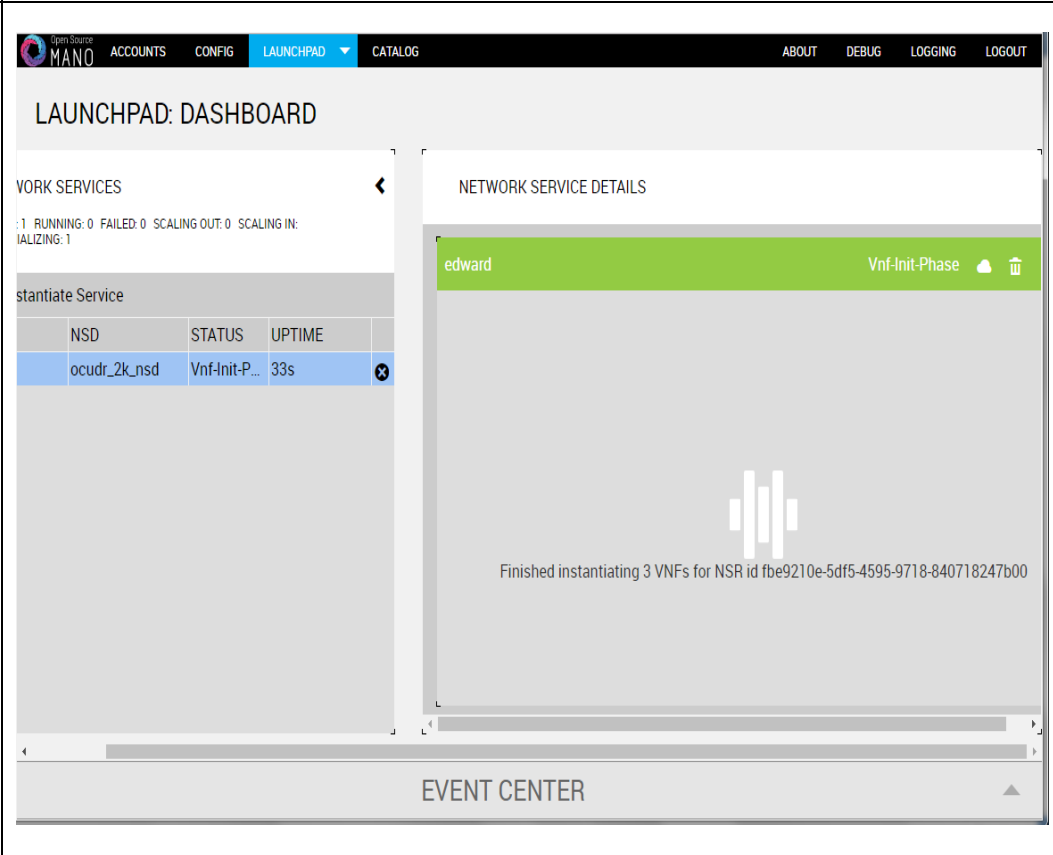 Open Source
MANO ACCOUNTS CONFIG LAUNCHPAD CATALOG ABOUT DEBUG LOGGING LOGOUT
LAUNCHPAD: DASHBOARD
WORK SERVICES
: 1 RUNNING: 0 FAILED: 0 SCALING OUT: 0 SCALING IN:
IALIZING: 1
stantiate Service
NSD STATUS UPTIME
ocudr_2k_nsd Vnf-Init-P... 33s
NETWORK SERVICE DETAILS
edward Vnf-Init-Phase
Finished instantiating 3 VNFs for NSR id fbe9210e-5df5-4595-9718-840718247b00
EVENT CENTER